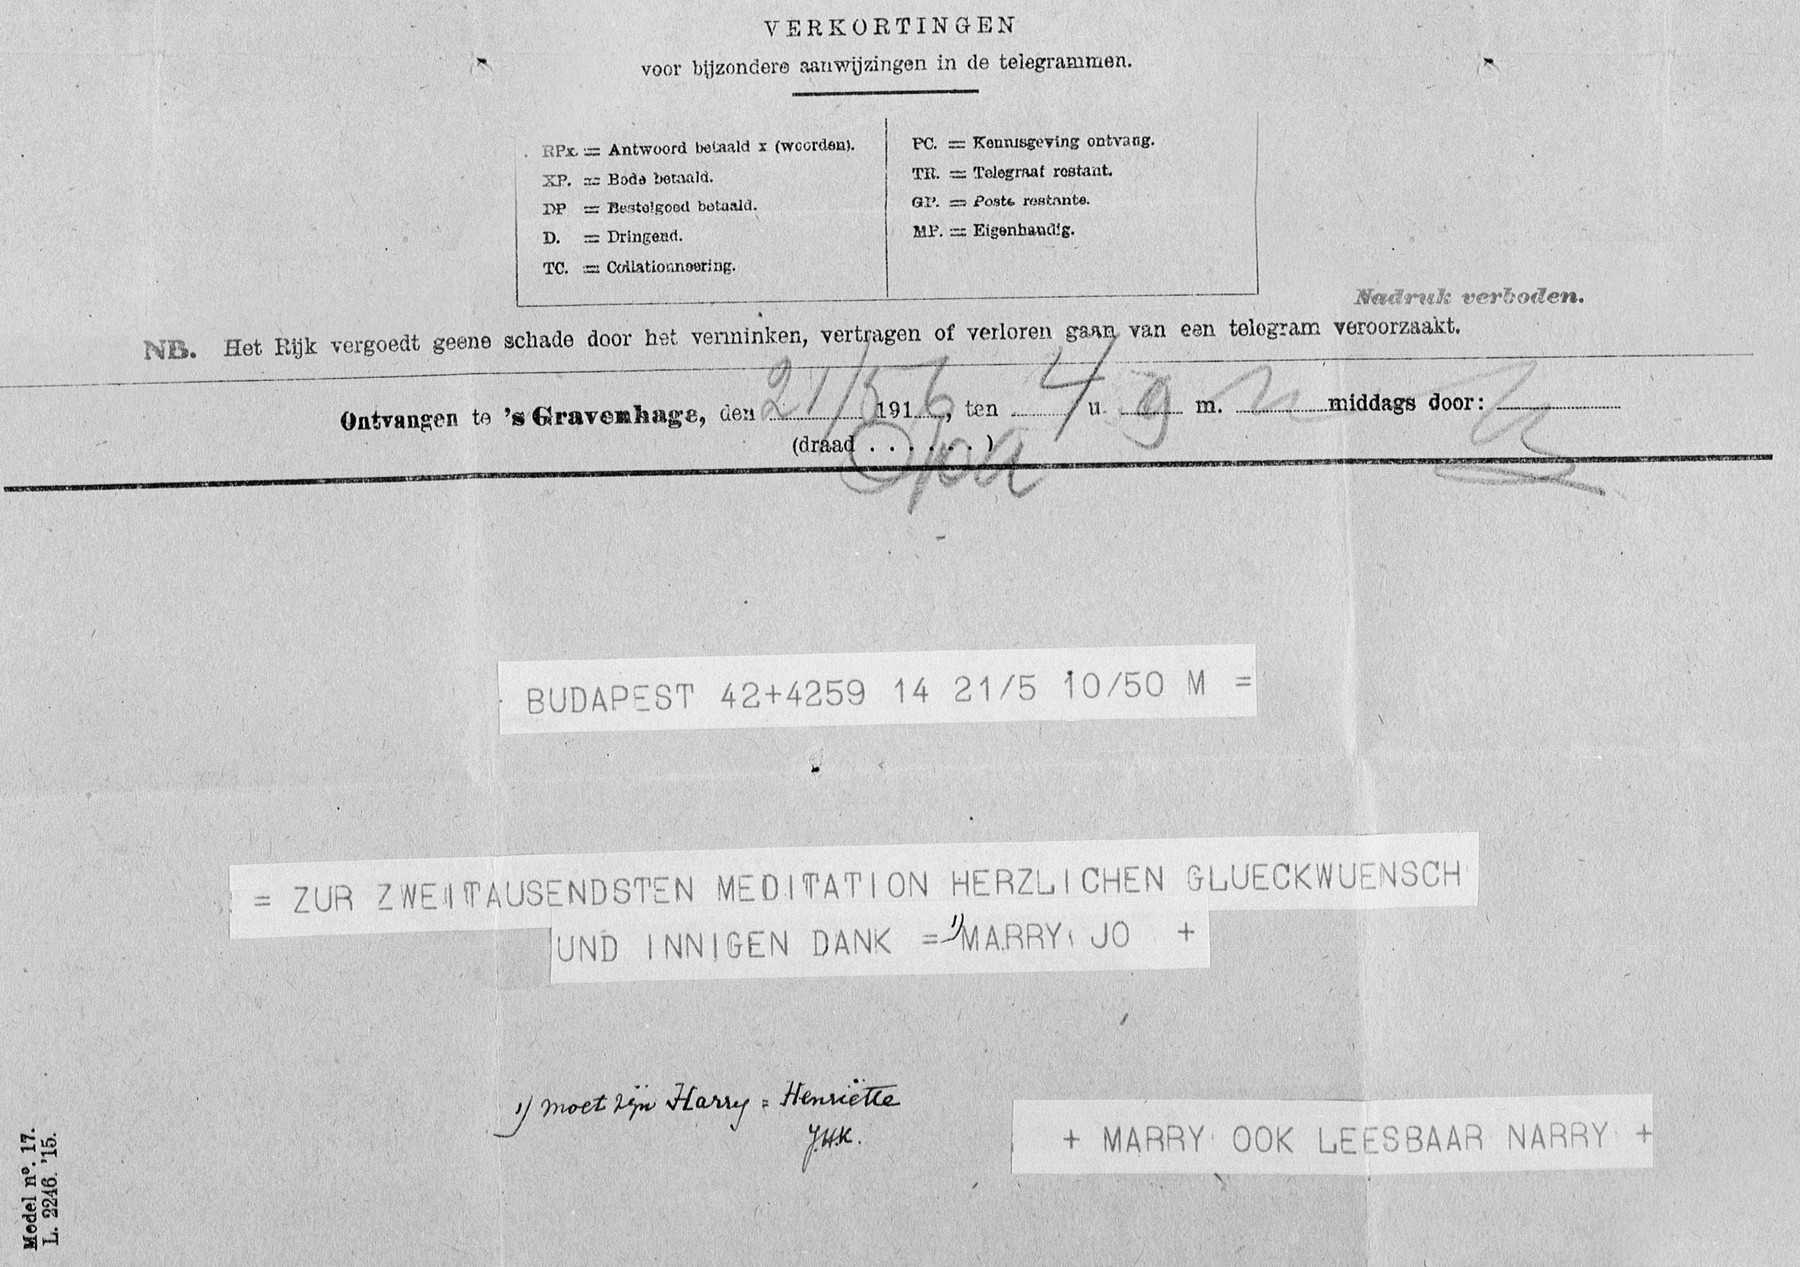 VERKORTINGEN
voor bijzondere aanwijzingen in de telegrammen.
RPx. = Antwoord betaald x (woorden).
XP. = Bode betaald.
DP = Bestelgoed betaald.
D. = Dringend.
TC. = Collationneering.
PC. = Kennisgeving ontvang.
TR. = Telegraaf restant.
GP. = Poste restante.
MP. = Eigenhandig.
Nadruk verboden.
NB. Het Rijk vergoedt geene schade door het verminken, vertragen of verloren gaan van een telegram veroorzaakt.
Ontvangen te 's Gravenhage, den 21/5 1916, ten 4 u. 9 m. n middags door:
(draad . . . . . . )
BUDAPEST 42+4259 14 21/5 10/50 M =
= ZUR ZWEITAUSENDSTEN MEDITATION HERZLICHEN GLUECKWUENSCH
UND INNIGEN DANK = 1) MARRY JO +
1) moet zijn Harry = Henriëtte
J.H.K.
+ MARRY OOK LEESBAAR NARRY +
Model nº. 17.
L. 2246. '15.